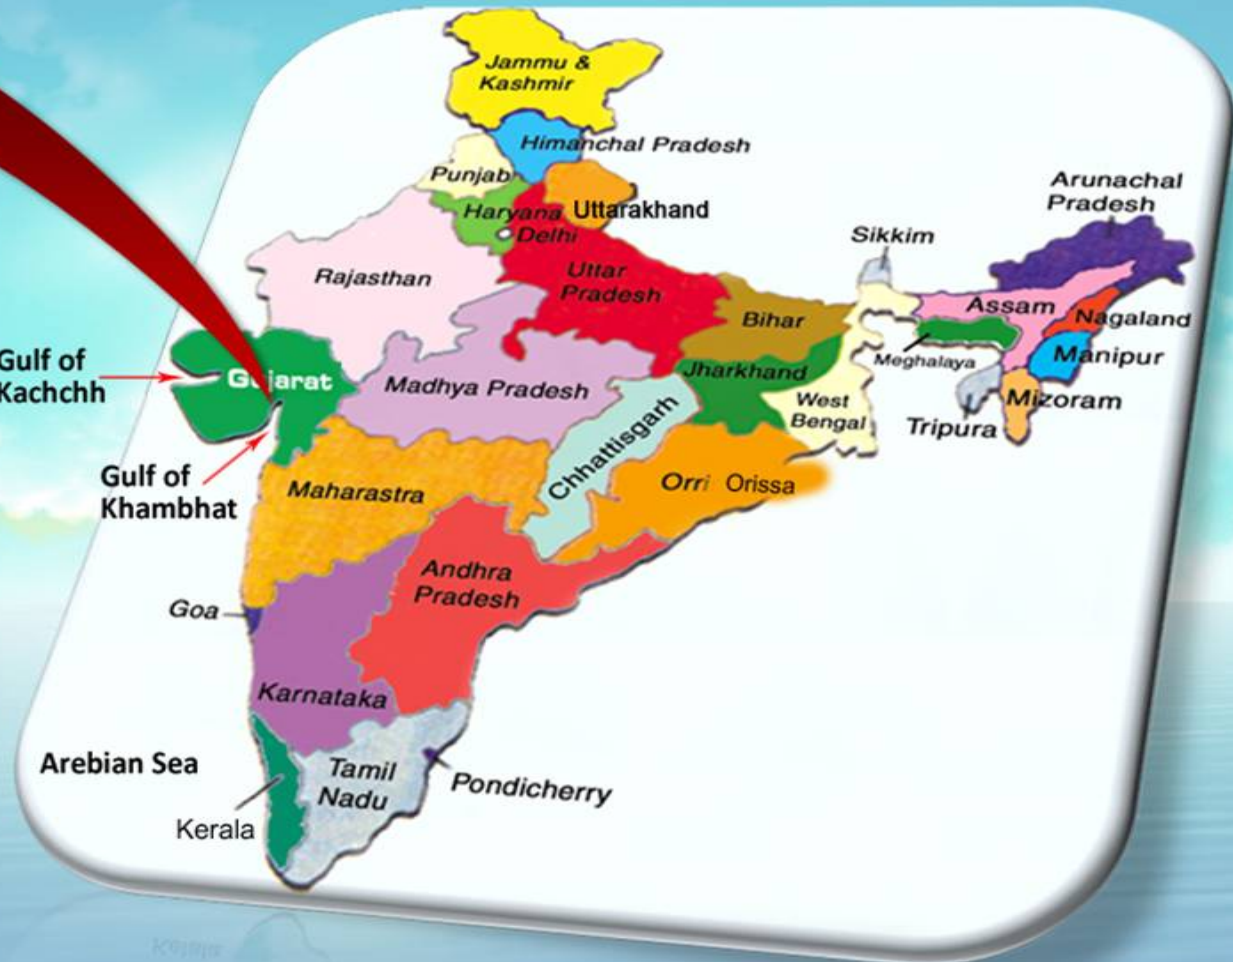 Jammu &
Kashmir
Himanchal Pradesh
Punjab
Haryana
Uttarakhand
Delhi
Arunachal
Pradesh
Sikkim
Rajasthan
Uttar
Pradesh
Bihar
Assam
Nagaland
Meghalaya
Manipur
Gulf of
Kachchh
Gujarat
Madhya Pradesh
Jharkhand
West
Bengal
Mizoram
Tripura
Chhattisgarh
Gulf of
Khambhat
Maharastra
Orri Orissa
Andhra
Pradesh
Goa
Karnataka
Arebian Sea
Tamil
Nadu
Pondicherry
Kerala